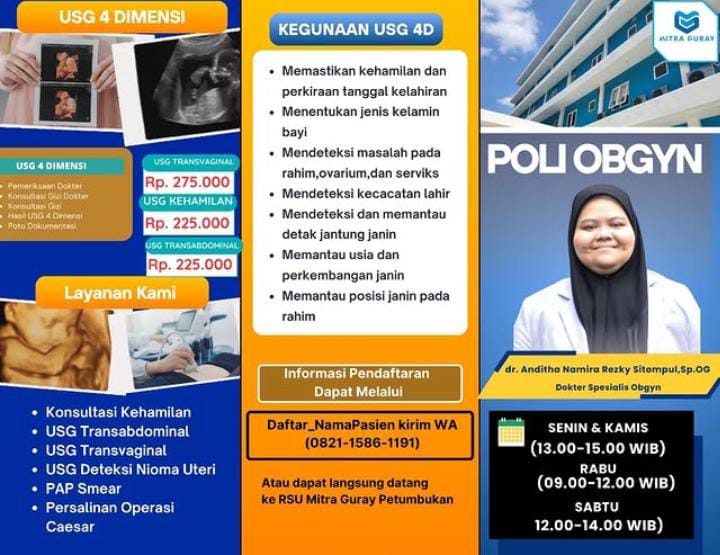 USG 4 DIMENSI
USG 4 DIMENSI
Pemeriksaan Dokter
Konsultasi Gizi Dokter
Konsultasi Gizi
Hasil USG 4 Dimensi
Poto Dokumentasi
USG TRANSVAGINAL
Rp. 275.000
USG KEHAMILAN
Rp. 225.000
USG TRANSABDOMINAL
Rp. 225.000
Layanan Kami
Konsultasi Kehamilan
USG Transabdominal
USG Transvaginal
USG Deteksi Nioma Uteri
PAP Smear
Persalinan Operasi
Caesar
KEGUNAAN USG 4D
Memastikan kehamilan dan
perkiraan tanggal kelahiran
Menentukan jenis kelamin
bayi
Mendeteksi masalah pada
rahim,ovarium,dan serviks
Mendeteksi kecacatan lahir
Mendeteksi dan memantau
detak jantung janin
Memantau usia dan
perkembangan janin
Memantau posisi janin pada
rahim
Informasi Pendaftaran
Dapat Melalui
Daftar_NamaPasien kirim WA
(0821-1586-1191)
Atau dapat langsung datang
ke RSU Mitra Guray Petumbukan
MITRA GURAY
POLI OBGYN
dr. Anditha Namira Rezky Sitompul,Sp.OG
Dokter Spesialis Obgyn
SENIN & KAMIS
(13.00-15.00 WIB)
RABU
(09.00-12.00 WIB)
SABTU
12.00-14.00 WIB)